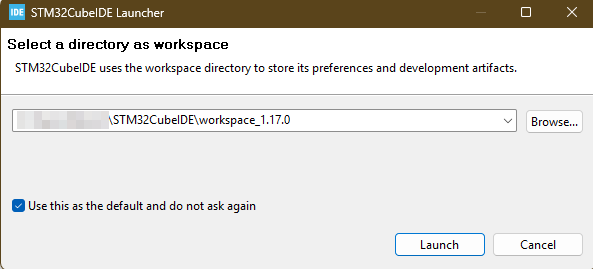 IDE STM32CubeIDE Launcher
Select a directory as workspace
STM32CubeIDE uses the workspace directory to store its preferences and development artifacts.
\STM32CubeIDE\workspace_1.17.0
Browse...
Use this as the default and do not ask again
Launch
Cancel